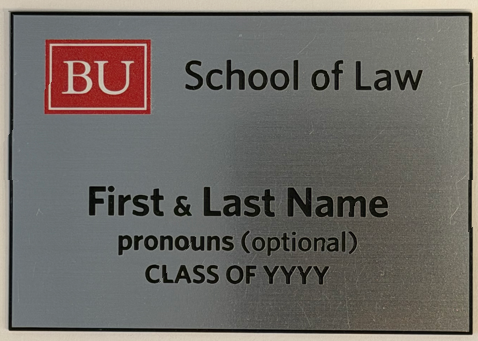 BU School of Law
First & Last Name
pronouns (optional)
CLASS OF YYYY